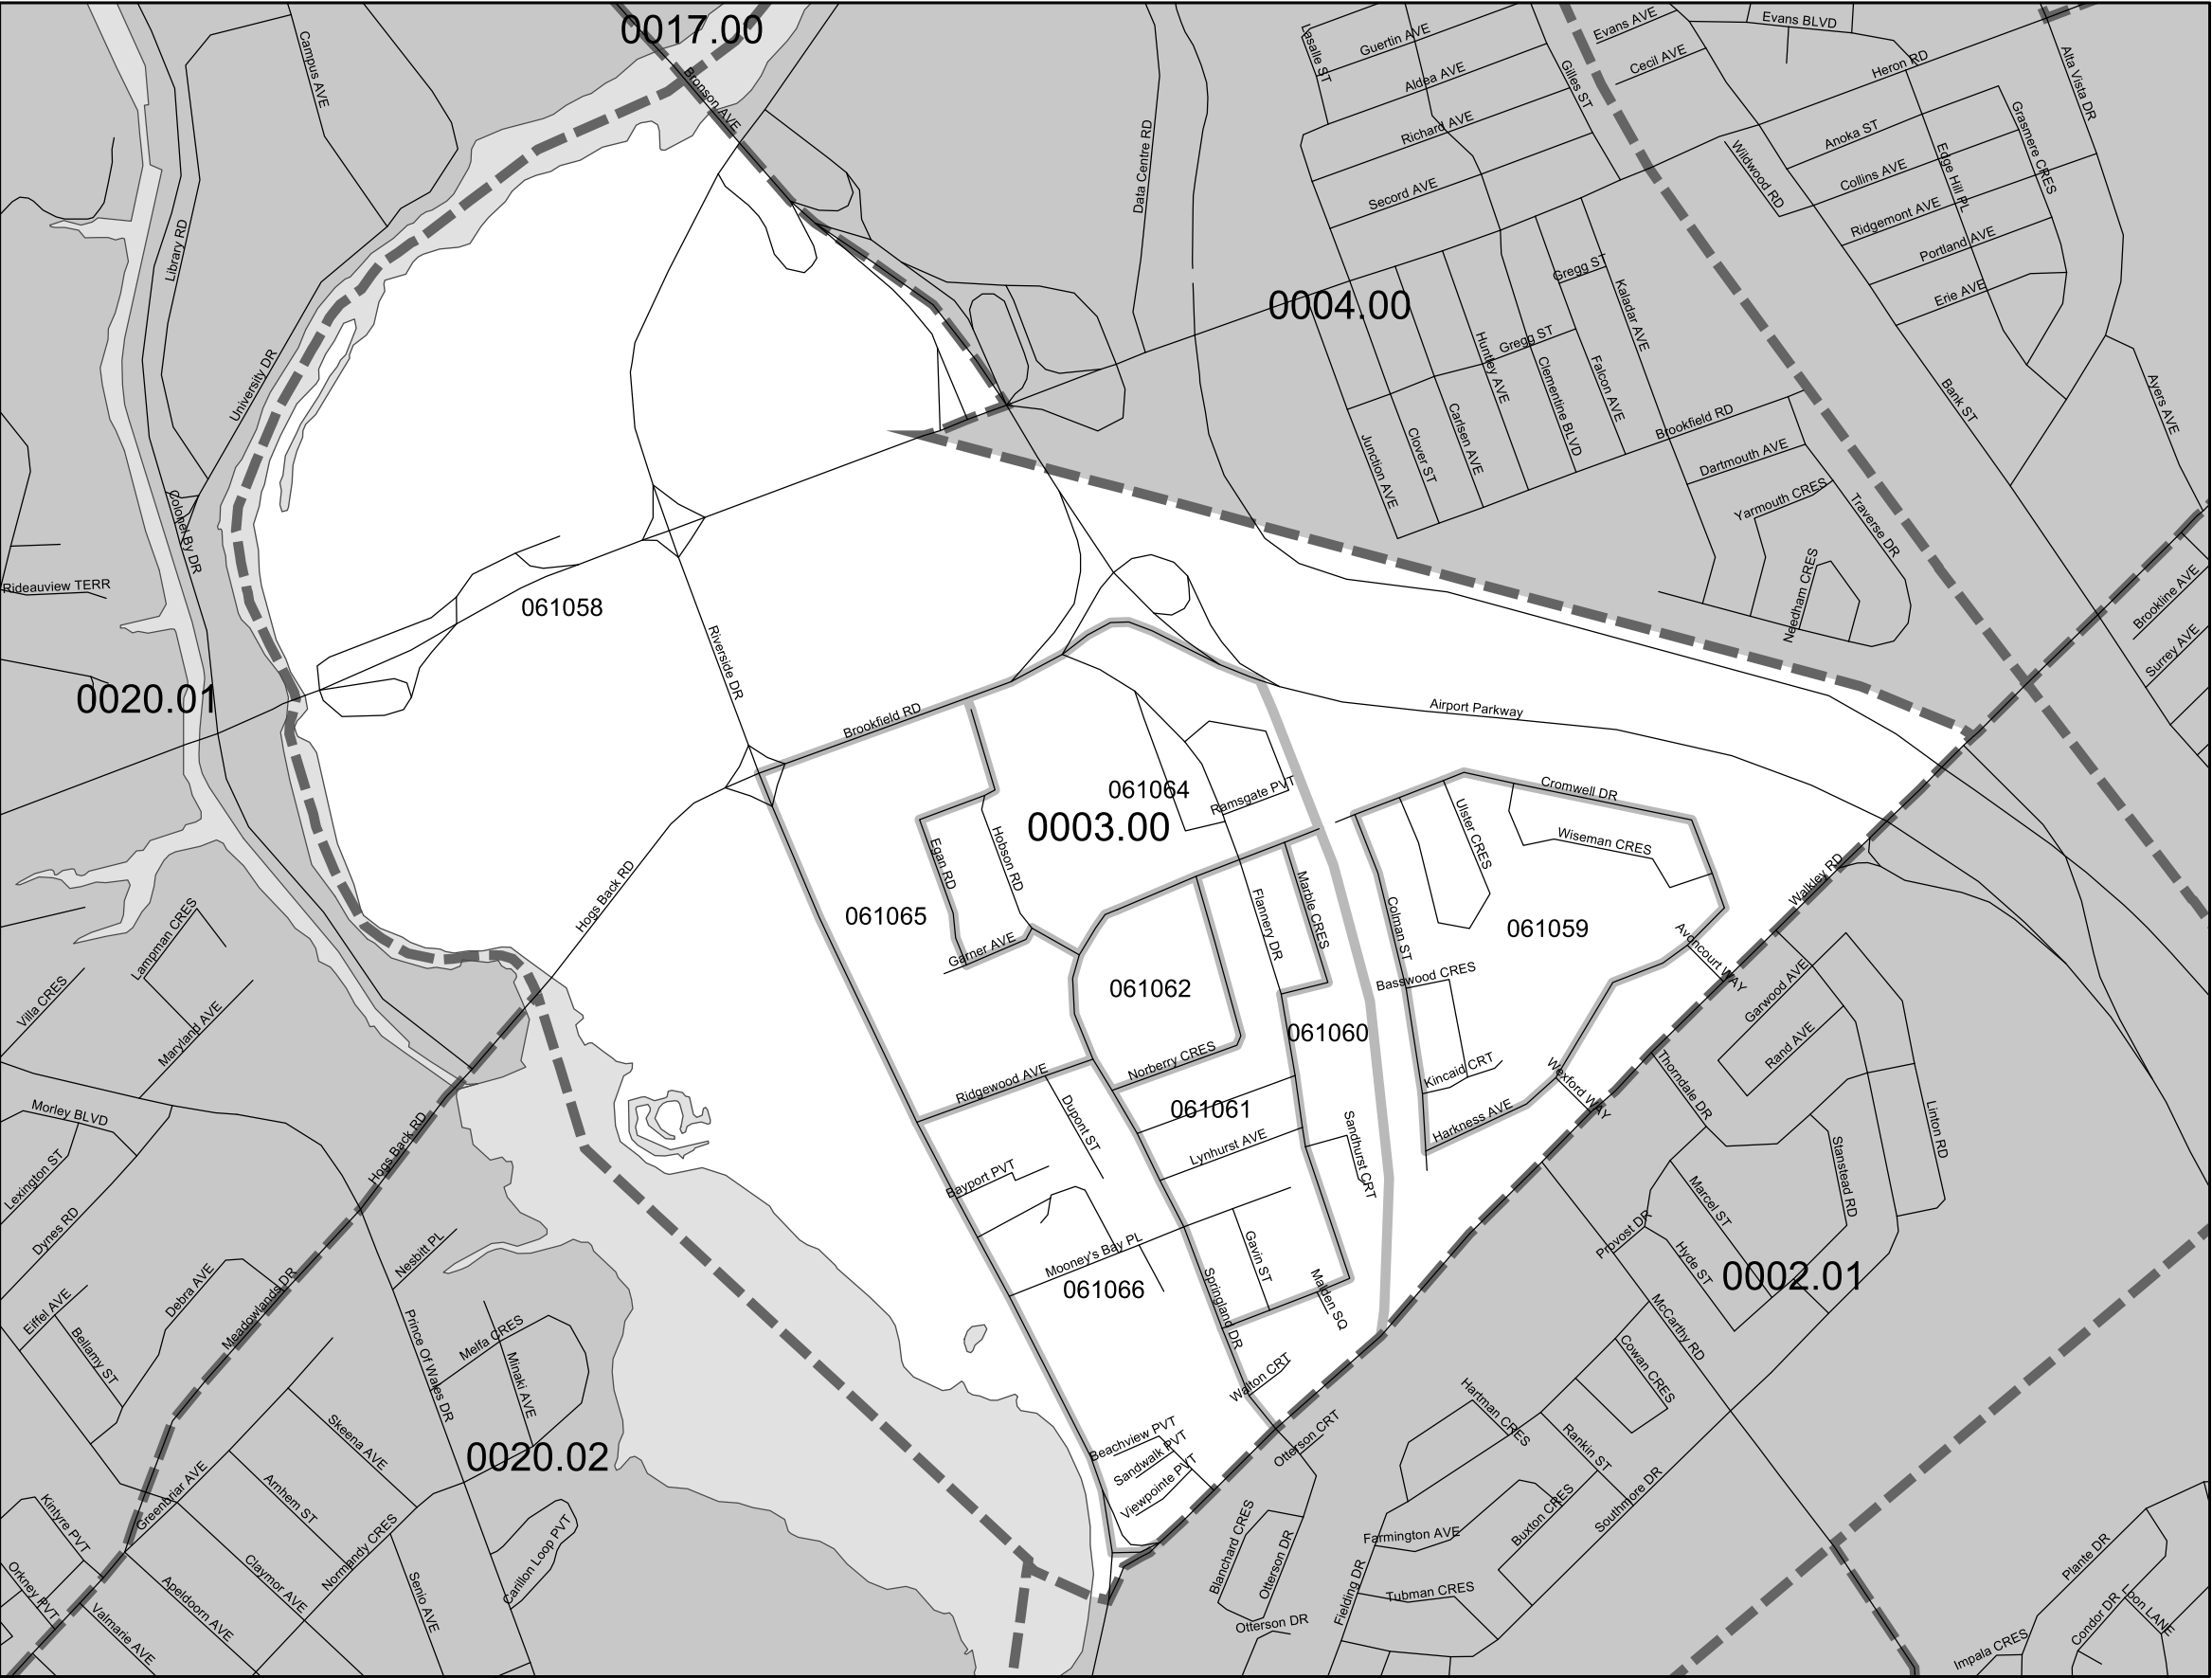 0017.00
Evans AVE
Evans BLVD
Campus AVE
Lasalle ST
Guertin AVE
Cecil AVE
Heron RD
Alta Vista DR
Bronson AVE
Aldea AVE
Gilles ST
Data Centre RD
Richard AVE
Anoka ST
Grasmere CRES
Wildwood RD
Collins AVE
Edge Hill PL
Secord AVE
Ridgemont AVE
Library RD
Portland AVE
Gregg ST
Erie AVE
0004.00
Kaladar AVE
Gregg ST
Huntley AVE
University DR
Clementine BLVD
Falcon AVE
Bank ST
Ayers AVE
Carlsen AVE
Brookfield RD
Junction AVE
Clover ST
Dartmouth AVE
Yarmouth CRES
Colonel By DR
Traverse DR
Rideauview TERR
061058
Needham CRES
Brookline AVE
Surrey AVE
Riverside DR
0020.01
Brookfield RD
Airport Parkway
061064
Ramsgate PVT
Cromwell DR
0003.00
Ulster CRES
Wiseman CRES
Hobson RD
Egan RD
Walkley RD
Hogs Back RD
Marble CRES
061065
Flannery DR
Colman ST
061059
Lampman CRES
Garner AVE
Avoncourt WAY
Villa CRES
Basswood CRES
061062
Garwood AVE
Maryland AVE
061060
Rand AVE
Norberry CRES
Ridgewood AVE
Kincaid CRT
Wexford WAY
Thorndale DR
Morley BLVD
Dupont ST
061061
Harkness AVE
Linton RD
Hogs Back RD
Lynhurst AVE
Sandhurst CRT
Stanstead RD
Lexington ST
Bayport PVT
Marcel ST
Dynes RD
Nesbitt PL
Mooney's Bay PL
Gavin ST
Provost DR
Hyde ST
0002.01
061066
Debra AVE
Springland DR
Malden SQ
Eiffel AVE
Meadowlands DR
Bellamy ST
Prince Of Wales DR
Melfa CRES
Minaki AVE
McCarthy RD
Cowan CRES
Walton CRT
Hartman CRES
Skeena AVE
Beachview PVT
Otterson CRT
Rankin ST
0020.02
Sandwalk PVT
Viewpointe PVT
Greenbriar AVE
Arnhem ST
Southmore DR
Buxton CRES
Kintyre PVT
Normandy CRES
Carillon Loop PVT
Blanchard CRES
Farmington AVE
Otterson DR
Plante DR
Orkney PVT
Claymor AVE
Apeldoorn AVE
Senio AVE
Fielding DR
Tubman CRES
Valmarie AVE
Otterson DR
Condor DR
Loon LANE
Impala CRES